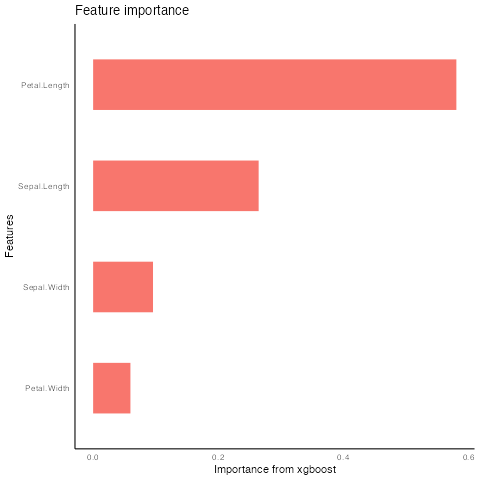 Feature importance
Petal.Length
Sepal.Length
Sepal.Width
Petal.Width
Features
0.0 0.2 0.4 0.6
Importance from xgboost